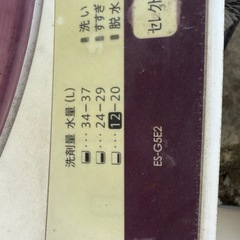 洗い
すすぎ
脱水
セレクト
洗剤量 水量(L)
34-37
24-29
12-20
ES-G5E2